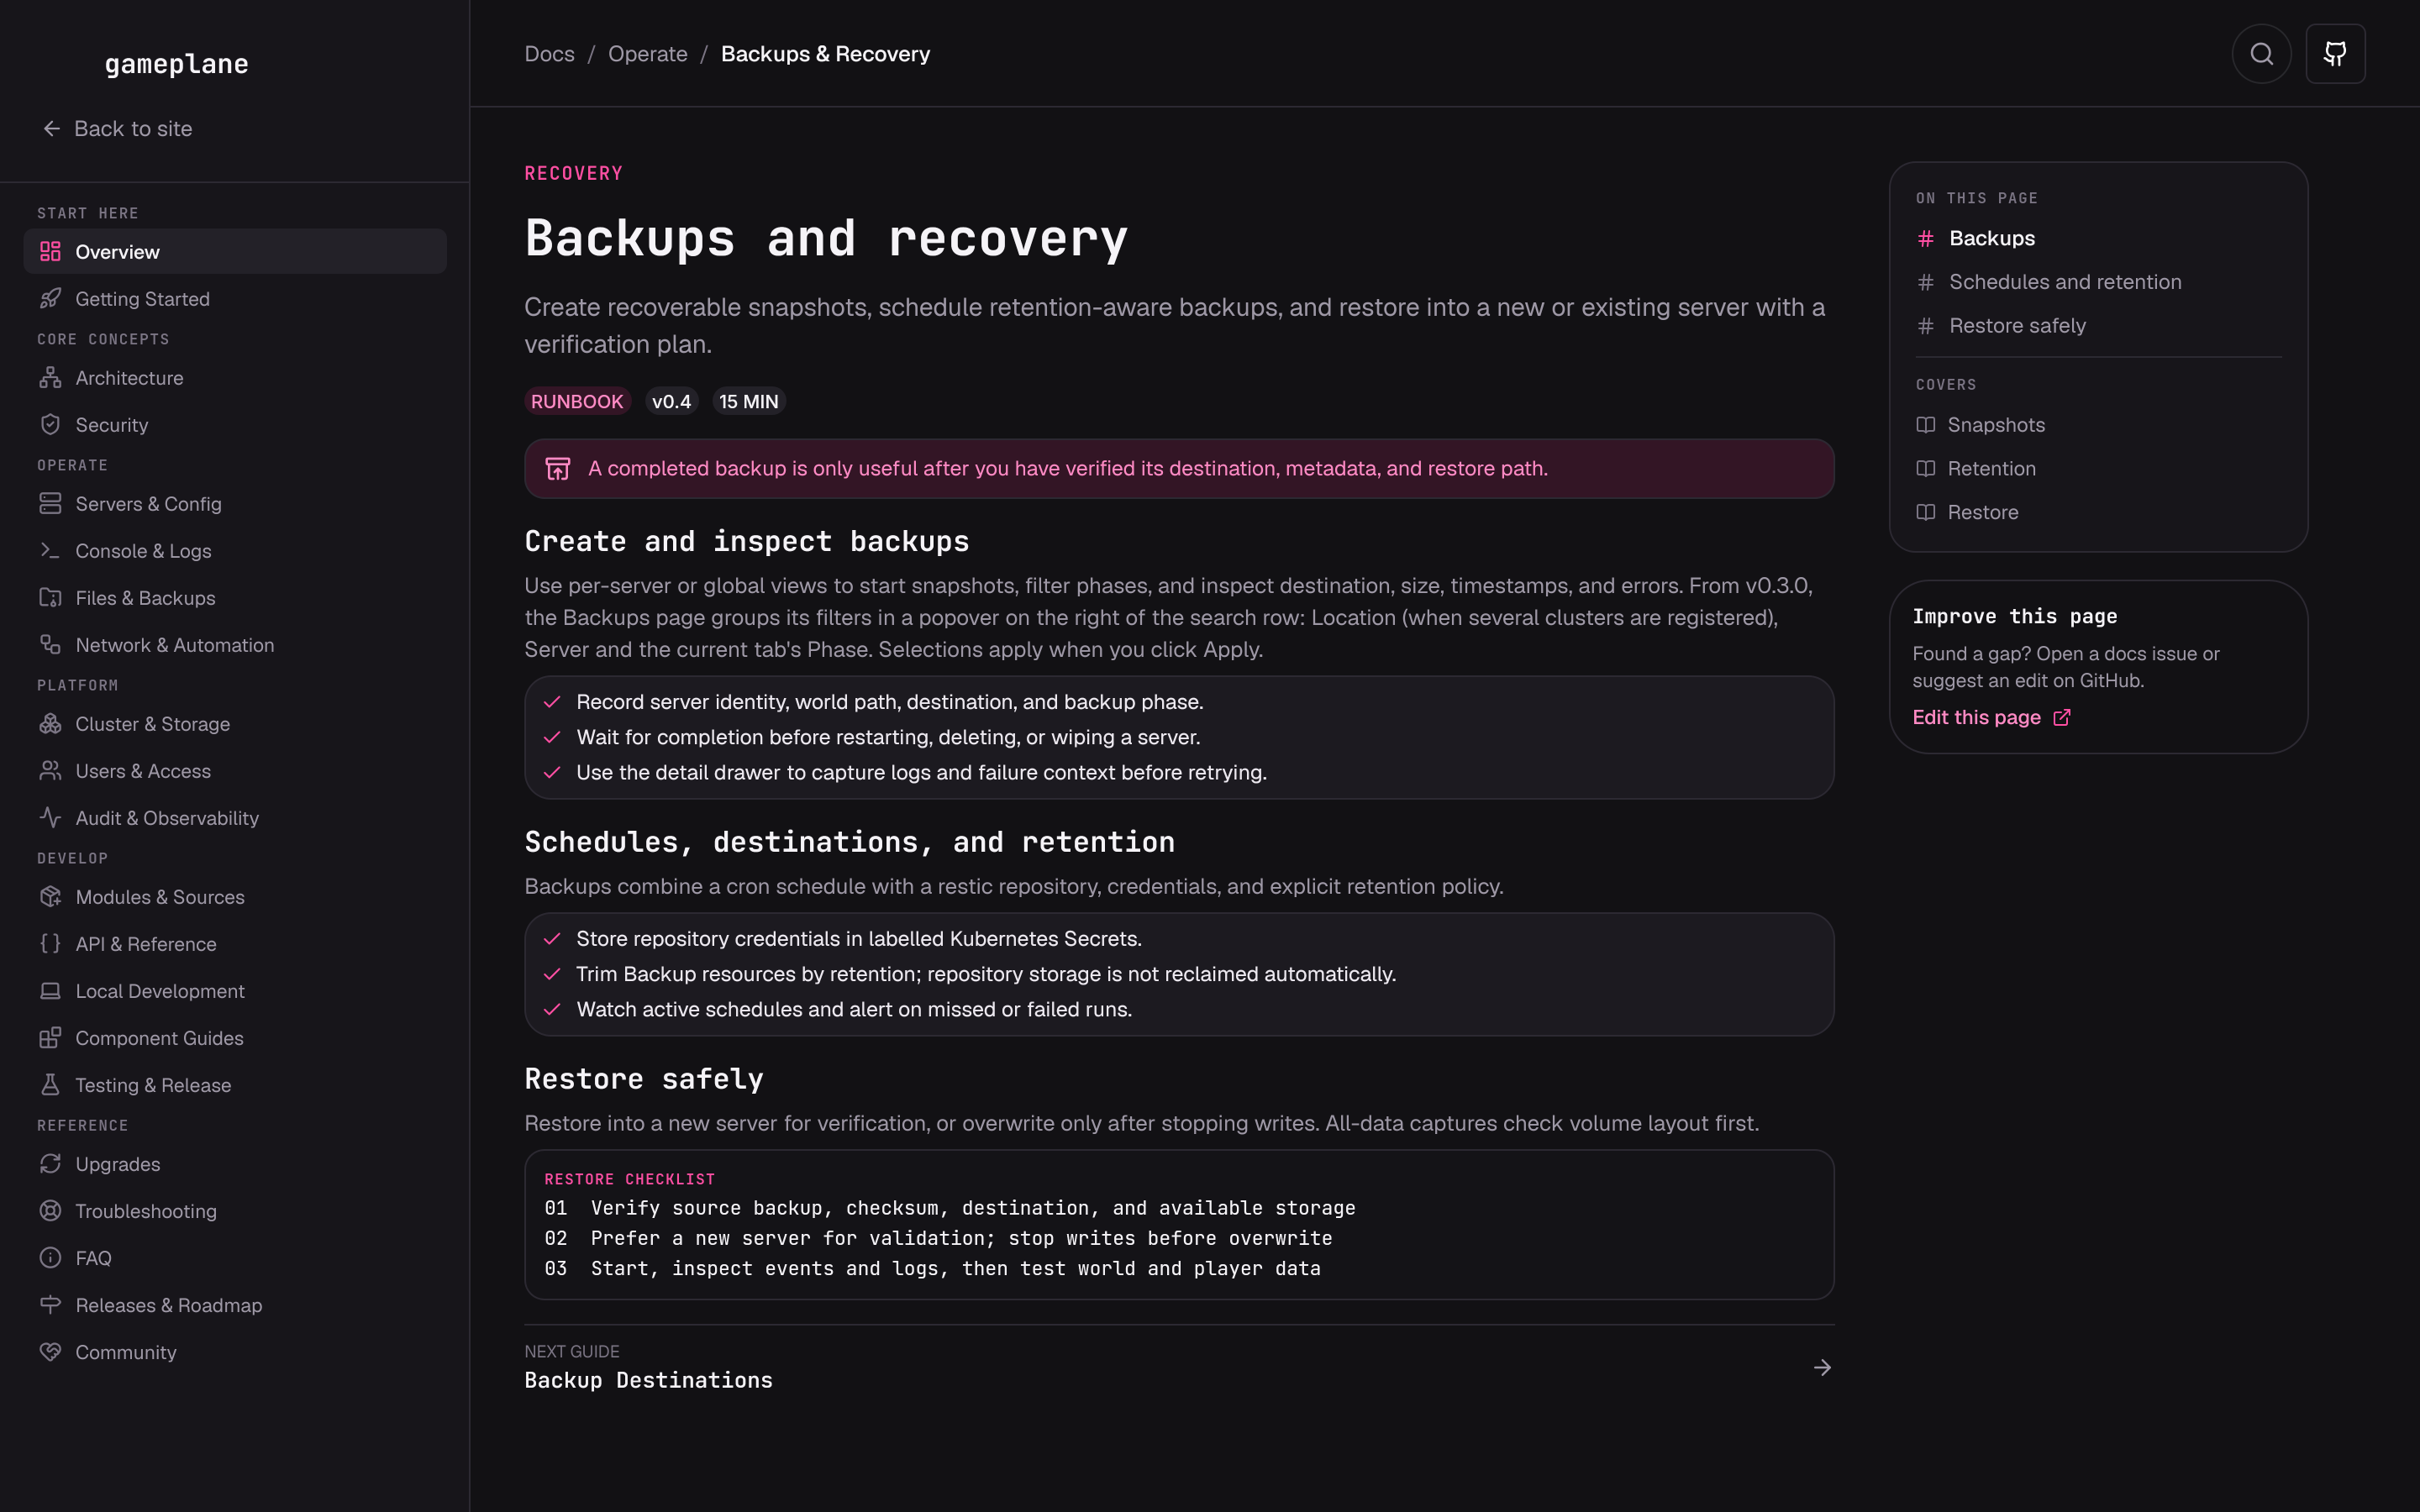 gameplane
Back to site
START HERE
Overview
Getting Started
CORE CONCEPTS
Architecture
Security
OPERATE
Servers & Config
Console & Logs
Files & Backups
Network & Automation
PLATFORM
Cluster & Storage
Users & Access
Audit & Observability
DEVELOP
Modules & Sources
API & Reference
Local Development
Component Guides
Testing & Release
REFERENCE
Upgrades
Troubleshooting
FAQ
Releases & Roadmap
Community
Docs / Operate / Backups & Recovery
RECOVERY
Backups and recovery
Create recoverable snapshots, schedule retention-aware backups, and restore into a new or existing server with a
verification plan.
RUNBOOK v0.4 15 MIN
A completed backup is only useful after you have verified its destination, metadata, and restore path.
Create and inspect backups
Use per-server or global views to start snapshots, filter phases, and inspect destination, size, timestamps, and errors. From v0.3.0,
the Backups page groups its filters in a popover on the right of the search row: Location (when several clusters are registered),
Server and the current tab's Phase. Selections apply when you click Apply.
Record server identity, world path, destination, and backup phase.
Wait for completion before restarting, deleting, or wiping a server.
Use the detail drawer to capture logs and failure context before retrying.
Schedules, destinations, and retention
Backups combine a cron schedule with a restic repository, credentials, and explicit retention policy.
Store repository credentials in labelled Kubernetes Secrets.
Trim Backup resources by retention; repository storage is not reclaimed automatically.
Watch active schedules and alert on missed or failed runs.
Restore safely
Restore into a new server for verification, or overwrite only after stopping writes. All-data captures check volume layout first.
RESTORE CHECKLIST
01 Verify source backup, checksum, destination, and available storage
02 Prefer a new server for validation; stop writes before overwrite
03 Start, inspect events and logs, then test world and player data
NEXT GUIDE
Backup Destinations
ON THIS PAGE
# Backups
# Schedules and retention
# Restore safely
COVERS
Snapshots
Retention
Restore
Improve this page
Found a gap? Open a docs issue or
suggest an edit on GitHub.
Edit this page